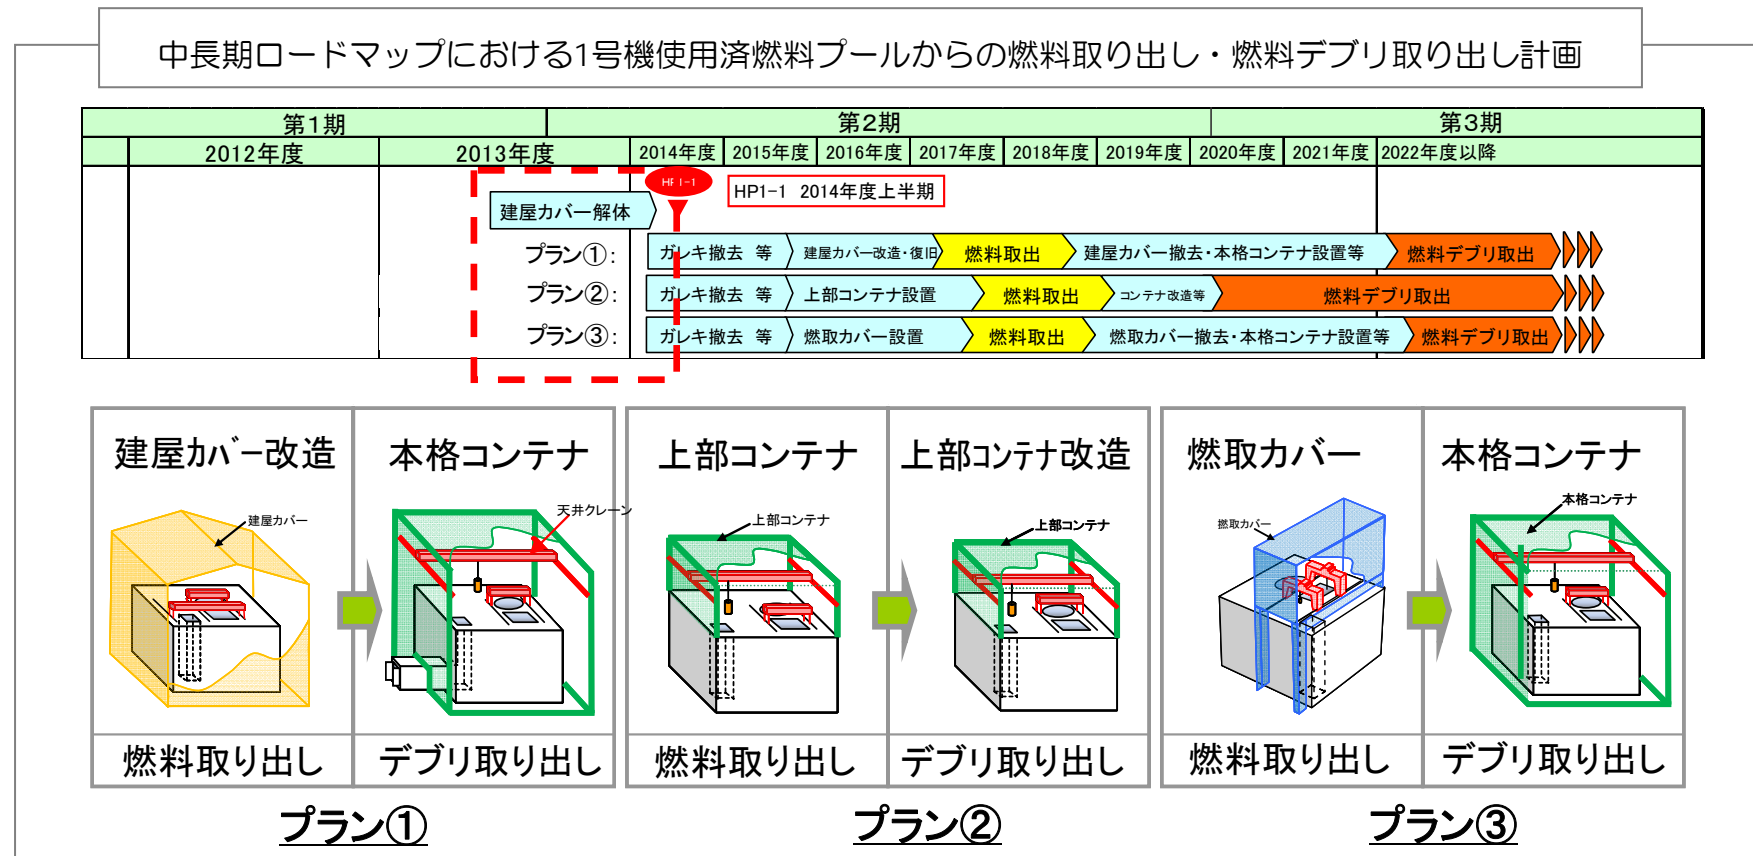 中長期ロードマップにおける1号機使用済燃料プールからの燃料取り出し・燃料デブリ取り出し計画
第1期 第2期 第3期
2012年度 2013年度 2014年度 2015年度 2016年度 2017年度 2018年度 2019年度 2020年度 2021年度 2022年度以降
HP1-1
HP1-1 2014年度上半期
建屋カバー解体
プラン①: ガレキ撤去 等 建屋カバー改造・復旧 燃料取出 建屋カバー撤去・本格コンテナ設置等 燃料デブリ取出
プラン②: ガレキ撤去 等 上部コンテナ設置 燃料取出 コンテナ改造等 燃料デブリ取出
プラン③: ガレキ撤去 等 燃取カバー設置 燃料取出 燃取カバー撤去・本格コンテナ設置等 燃料デブリ取出
建屋カバー改造
建屋カバー
燃料取り出し
本格コンテナ
天井クレーン
デブリ取り出し
プラン①
上部コンテナ
上部コンテナ
燃料取り出し
上部コンテナ改造
上部コンテナ
デブリ取り出し
プラン②
燃取カバー
燃取カバー
燃料取り出し
本格コンテナ
本格コンテナ
デブリ取り出し
プラン③